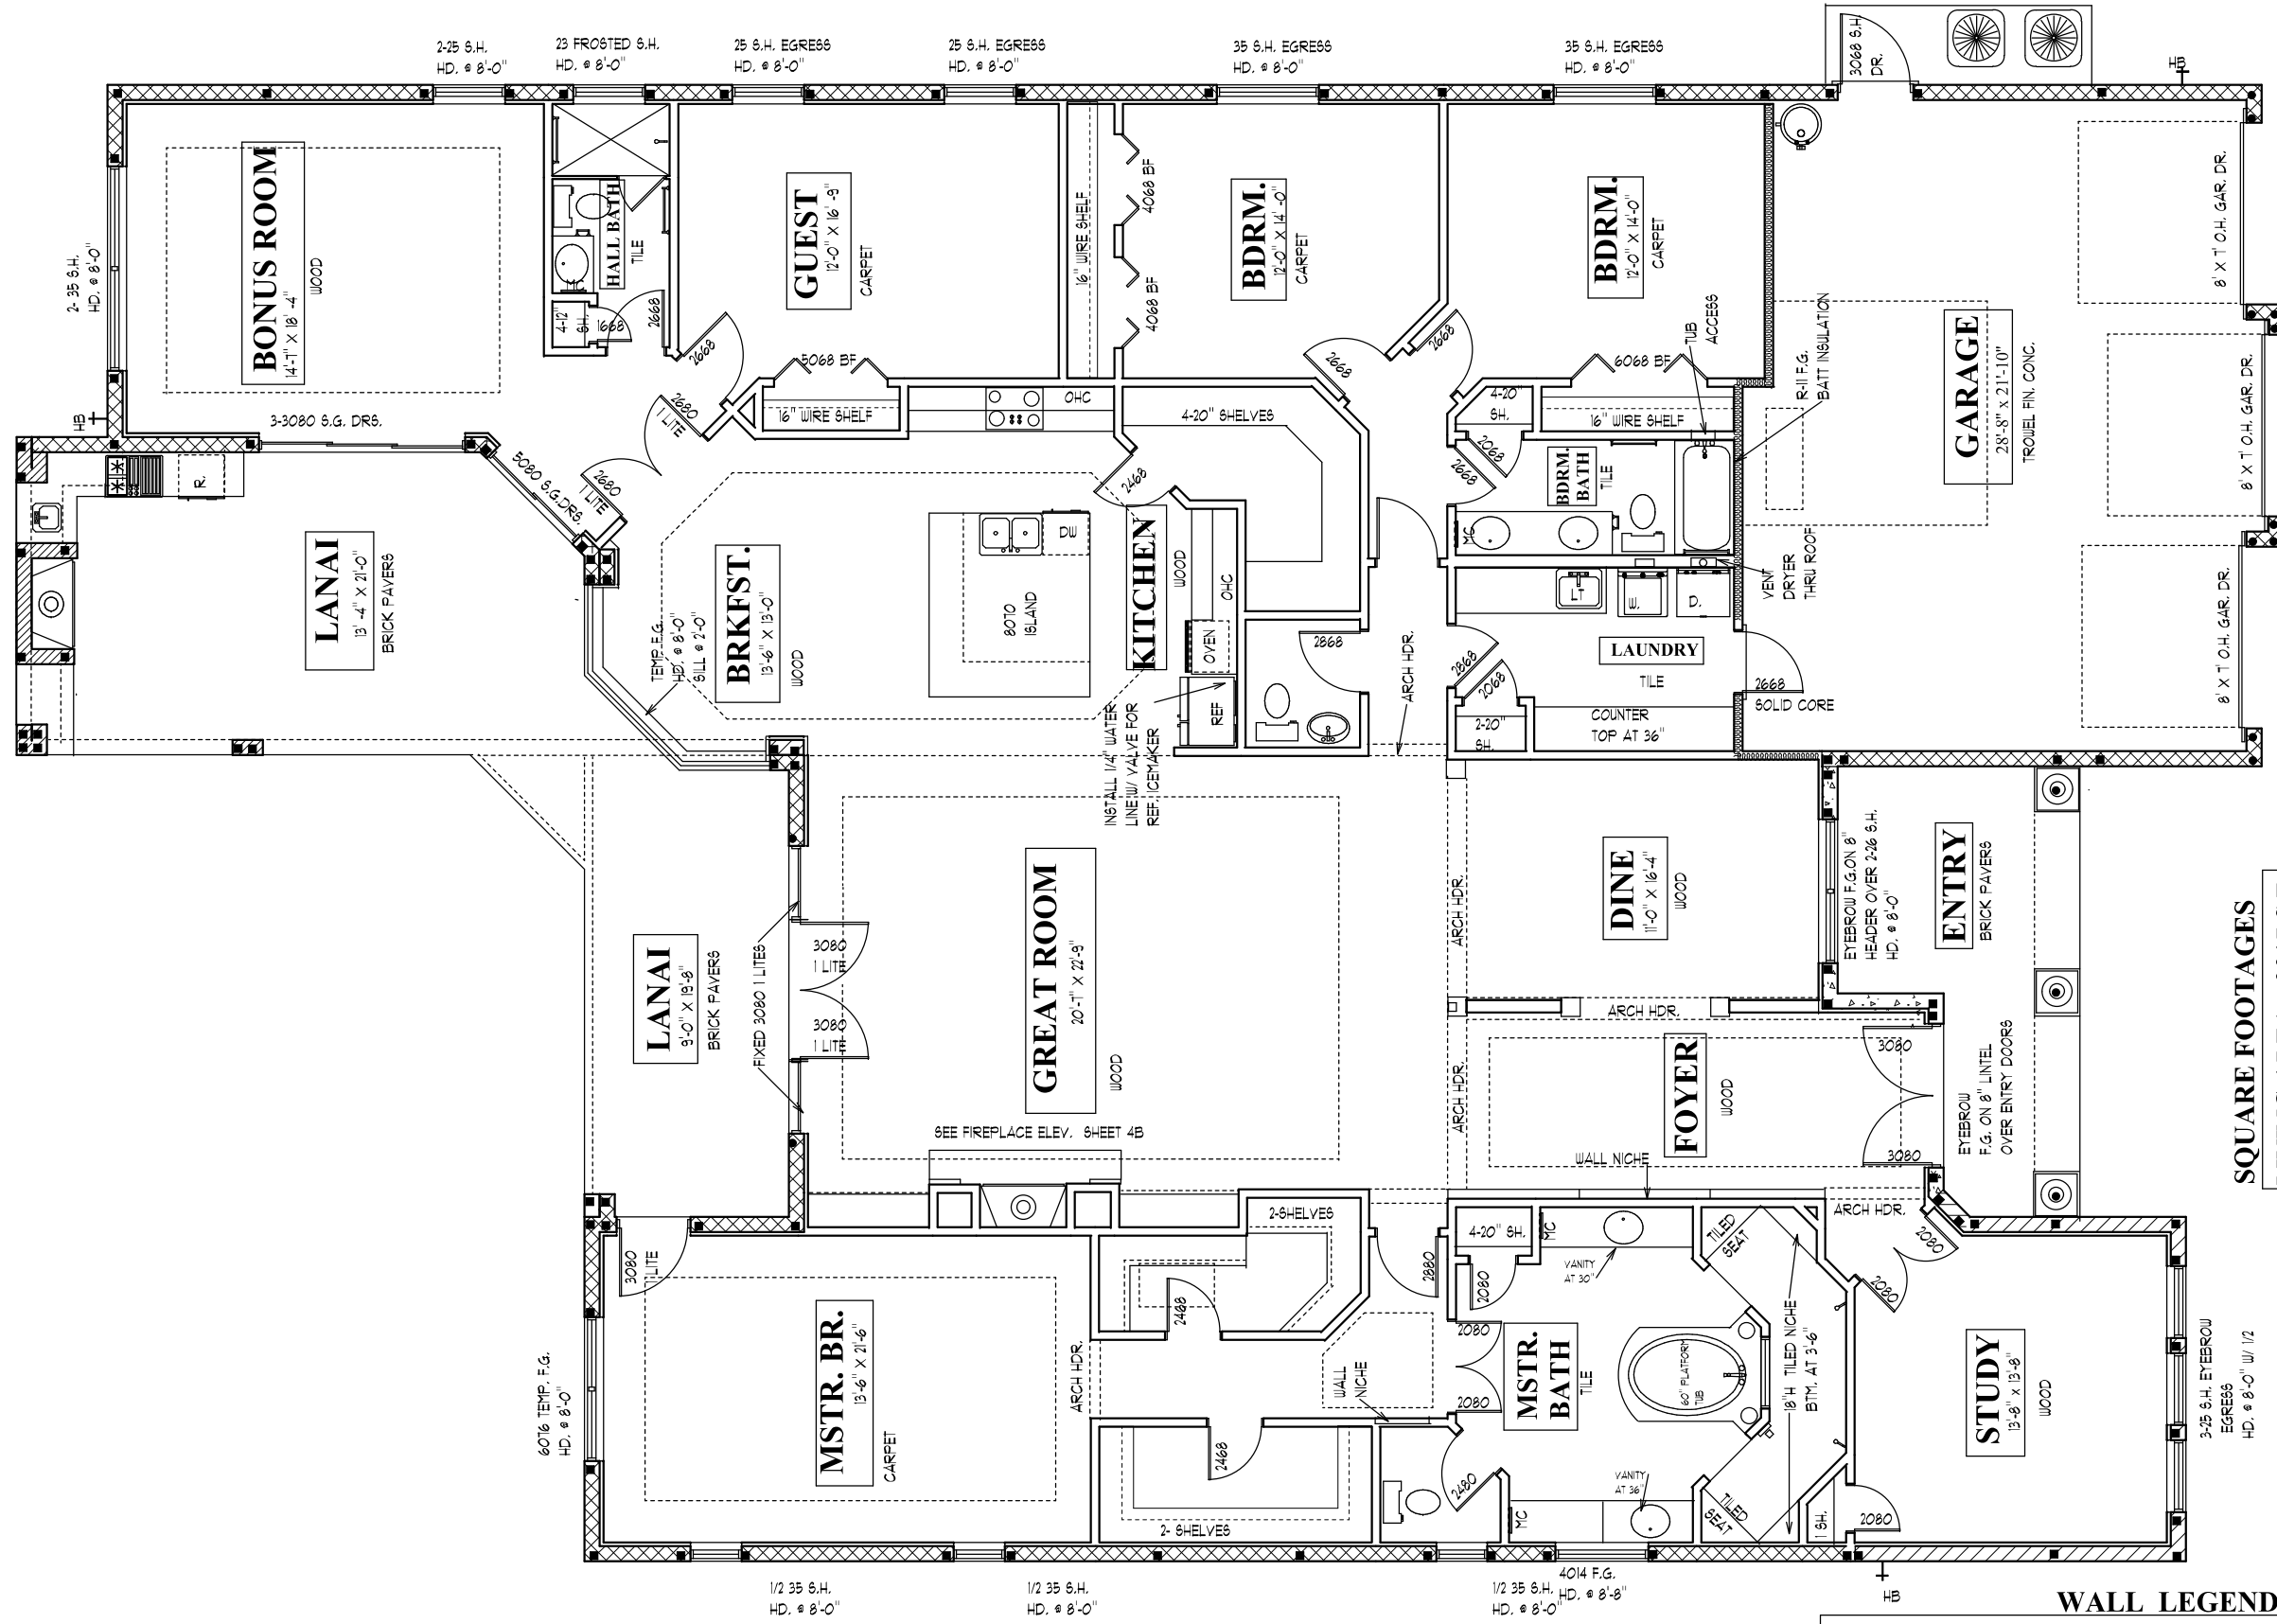 2-25 S.H.
HD. @ 8'-0"
23 FROSTED S.H.
HD. @ 8'-0"
25 S.H. EGRESS
HD. @ 8'-0"
25 S.H. EGRESS
HD. @ 8'-0"
35 S.H. EGRESS
HD. @ 8'-0"
35 S.H. EGRESS
HD. @ 8'-0"
3068 S.H.
DR.
HB
2- 35 S.H.
HD. @ 8'-0"
BONUS ROOM
14'-7" X 18'-4"
WOOD
HALL BATH
TILE
4-12"
SH.
1668
2668
GUEST
12'-0" X 16'-9"
CARPET
2668
5068 BF
16" WIRE SHELF
16" WIRE SHELF
4068 BF
4068 BF
BDRM.
12'-0" X 14'-0"
CARPET
2668
BDRM.
12'-0" X 14'-0"
CARPET
2668
6068 BF
16" WIRE SHELF
4-20"
SH.
2068
TUB
ACCESS
R-11 F.G.
BATT INSULATION
GARAGE
28'-8" x 21'-10"
TROWEL FIN. CONC.
8' X 7' O.H. GAR. DR.
8' X 7' O.H. GAR. DR.
8' X 7' O.H. GAR. DR.
HB
3-3080 S.G. DRS.
5080 S.G.DRS.
2680
1 LITE
2680
1 LITE
R.
LANAI
13'-4" X 21'-0"
BRICK PAVERS
OHC
4-20" SHELVES
2468
BRKFST.
13'-6" X 13'-0"
WOOD
TEMP F.G.
HD. @ 8'-0"
SILL @ 2'-0"
DW
8070
ISLAND
KITCHEN
WOOD
OHC
OVEN
REF
INSTALL 1/4" WATER
LINE W/ VALVE FOR
REF. ICEMAKER
2868
ARCH HDR.
2668
BDRM.
BATH
TILE
MC
LT
W.
D.
VENT
DRYER
THRU ROOF
LAUNDRY
TILE
2868
2068
2-20"
SH.
COUNTER
TOP AT 36"
2668
SOLID CORE
LANAI
9'-0" X 19'-8"
BRICK PAVERS
FIXED 3080 1 LITES
3080
1 LITE
3080
1 LITE
GREAT ROOM
20'-7" X 22'-9"
WOOD
SEE FIREPLACE ELEV. SHEET 4B
ARCH HDR.
DINE
11'-0" X 16'-4"
WOOD
EYEBROW F.G.ON 8"
HEADER OVER 2-26 S.H.
HD. @ 8'-0"
ENTRY
BRICK PAVERS
SQUARE FOOTAGES
ARCH HDR.
ARCH HDR.
FOYER
WOOD
3080
3080
EYEBROW
F.G. ON 8" LINTEL
OVER ENTRY DOORS
WALL NICHE
ARCH HDR.
3080
1 LITE
6076 TEMP. F.G.
HD. @ 8'-0"
MSTR. BR.
13'-6" X 21'-6"
CARPET
ARCH HDR.
2-SHELVES
2468
2468
2- SHELVES
2880
WALL
NICHE
4-20" SH.
2080
2080
2080
MC
VANITY
AT 30"
MSTR.
BATH
TILE
60" PLATFORM
TUB
TILED
SEAT
18"H TILED NICHE
BTM. AT 3'-6"
2480
MC
VANITY
AT 36"
TILED
SEAT
1 SH.
2080
2080
2080
STUDY
13'-8" X 13'-8"
WOOD
3-25 S.H. EYEBROW
EGRESS
HD. @ 8'-0" W/ 1/2
1/2 35 S.H.
HD. @ 8'-0"
1/2 35 S.H.
HD. @ 8'-0"
1/2 35 S.H.
HD. @ 8'-0"
4014 F.G.
HD. @ 8'-8"
HB
WALL LEGEND